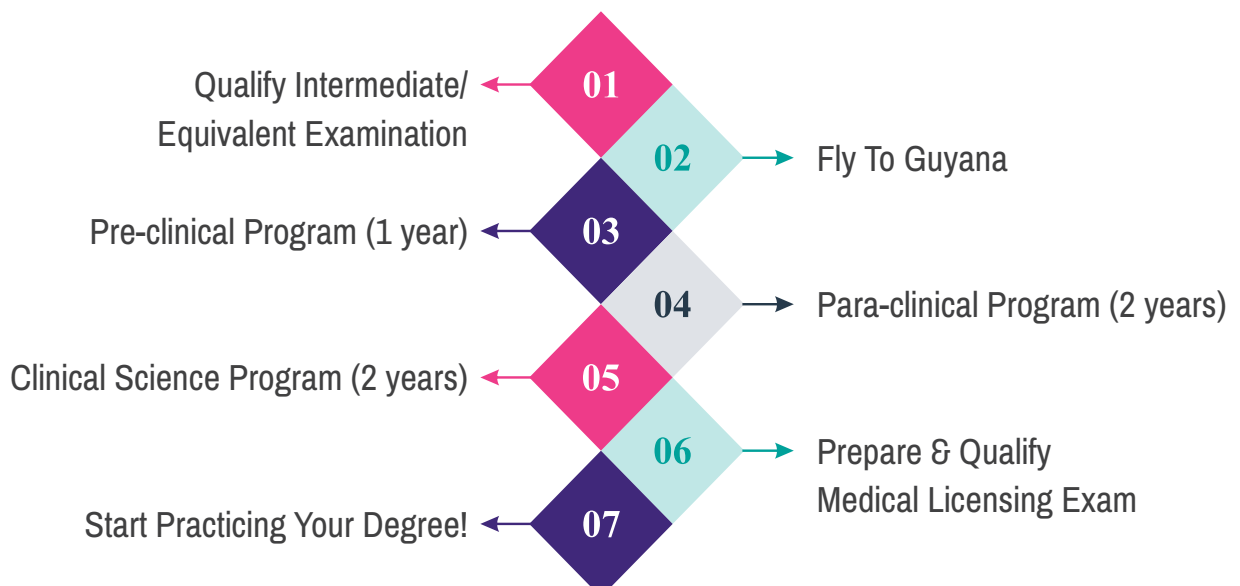 01
Qualify Intermediate/
Equivalent Examination
02
Fly To Guyana
03
Pre-clinical Program (1 year)
04
Para-clinical Program (2 years)
05
Clinical Science Program (2 years)
06
Prepare & Qualify
Medical Licensing Exam
07
Start Practicing Your Degree!